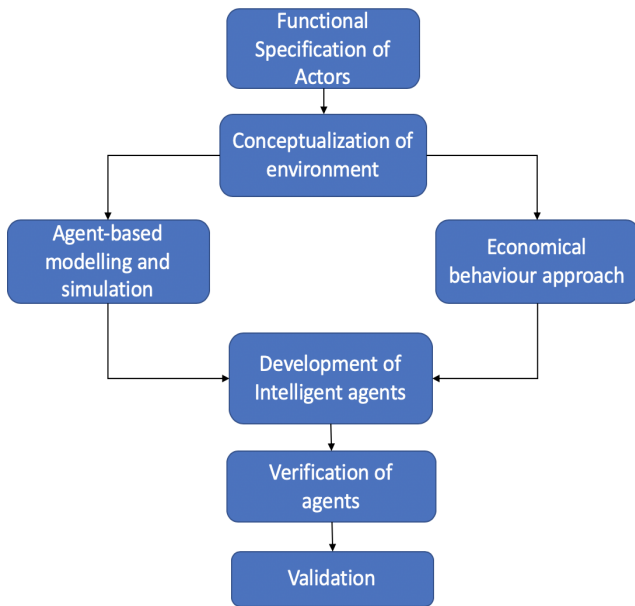 Functional
Specification of
Actors
Conceptualization of
environment
Agent-based
modelling and
simulation
Economical
behaviour approach
Development of
Intelligent agents
Verification of
agents
Validation